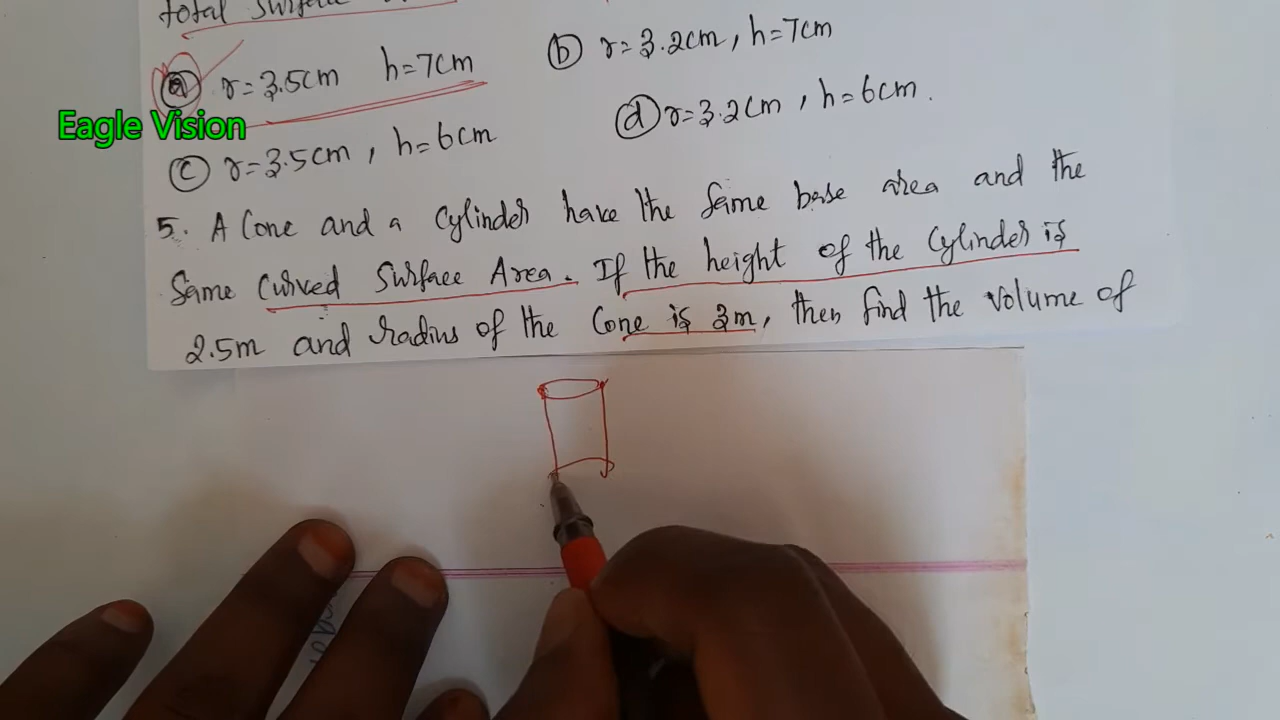 total Surface
ⓐ r=3.5cm h=7cm
ⓑ r=3.2cm, h=7cm
Eagle Vision
ⓒ r=3.5cm, h=6cm
ⓓ r=3.2cm, h=6cm.
5. A Cone and a Cylinder have the Same base area and the
Same Curved Surface Area. If the height of the Cylinder is
2.5m and radius of the Cone is 3m, then find the Volume of